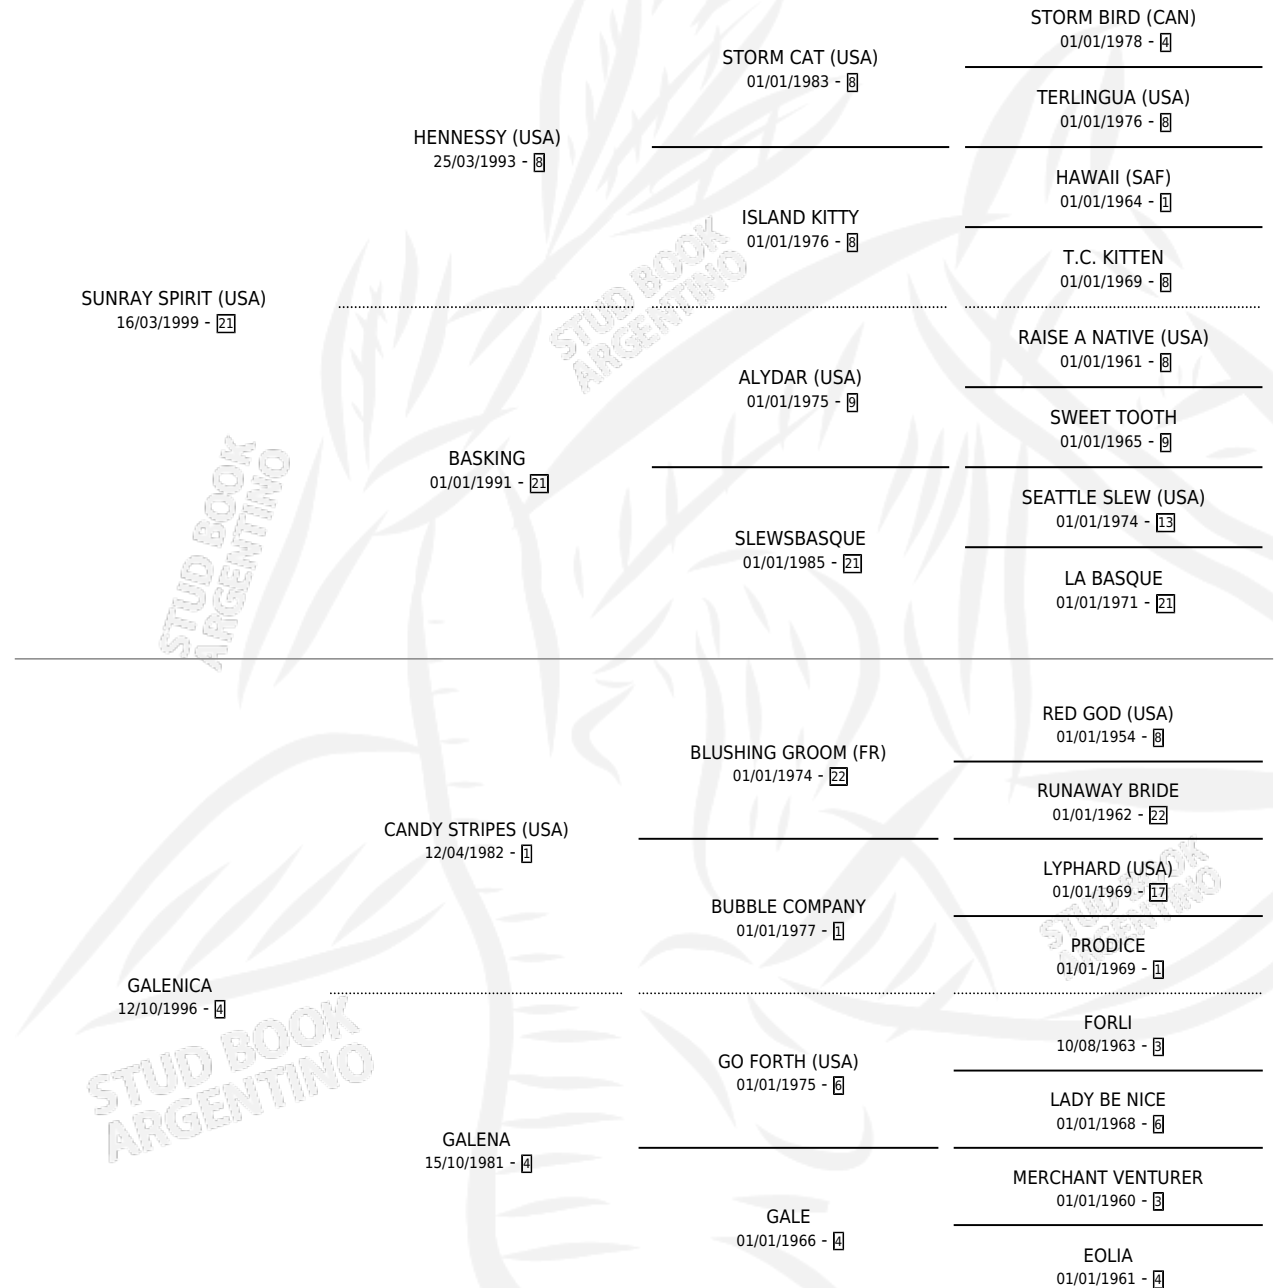 STORM BIRD (CAN)
01/01/1978 - 4
STORM CAT (USA)
01/01/1983 - 8
TERLINGUA (USA)
01/01/1976 - 8
HENNESSY (USA)
25/03/1993 - 8
HAWAII (SAF)
01/01/1964 - 1
ISLAND KITTY
01/01/1976 - 8
T.C. KITTEN
01/01/1969 - 8
SUNRAY SPIRIT (USA)
16/03/1999 - 21
RAISE A NATIVE (USA)
01/01/1961 - 8
ALYDAR (USA)
01/01/1975 - 9
SWEET TOOTH
01/01/1965 - 9
BASKING
01/01/1991 - 21
SEATTLE SLEW (USA)
01/01/1974 - 13
SLEWSBASQUE
01/01/1985 - 21
LA BASQUE
01/01/1971 - 21
RED GOD (USA)
01/01/1954 - 8
BLUSHING GROOM (FR)
01/01/1974 - 22
RUNAWAY BRIDE
01/01/1962 - 22
CANDY STRIPES (USA)
12/04/1982 - 1
LYPHARD (USA)
01/01/1969 - 17
BUBBLE COMPANY
01/01/1977 - 1
PRODICE
01/01/1969 - 1
GALENICA
12/10/1996 - 4
FORLI
10/08/1963 - 3
GO FORTH (USA)
01/01/1975 - 6
LADY BE NICE
01/01/1968 - 6
GALENA
15/10/1981 - 4
MERCHANT VENTURER
01/01/1960 - 3
GALE
01/01/1966 - 4
EOLIA
01/01/1961 - 4
STUD BOOK
ARGENTINO
STUD BOOK
ARGENTINO
STUD BOOK
ARGENTINO
STUD BOOK
ARGENTINO